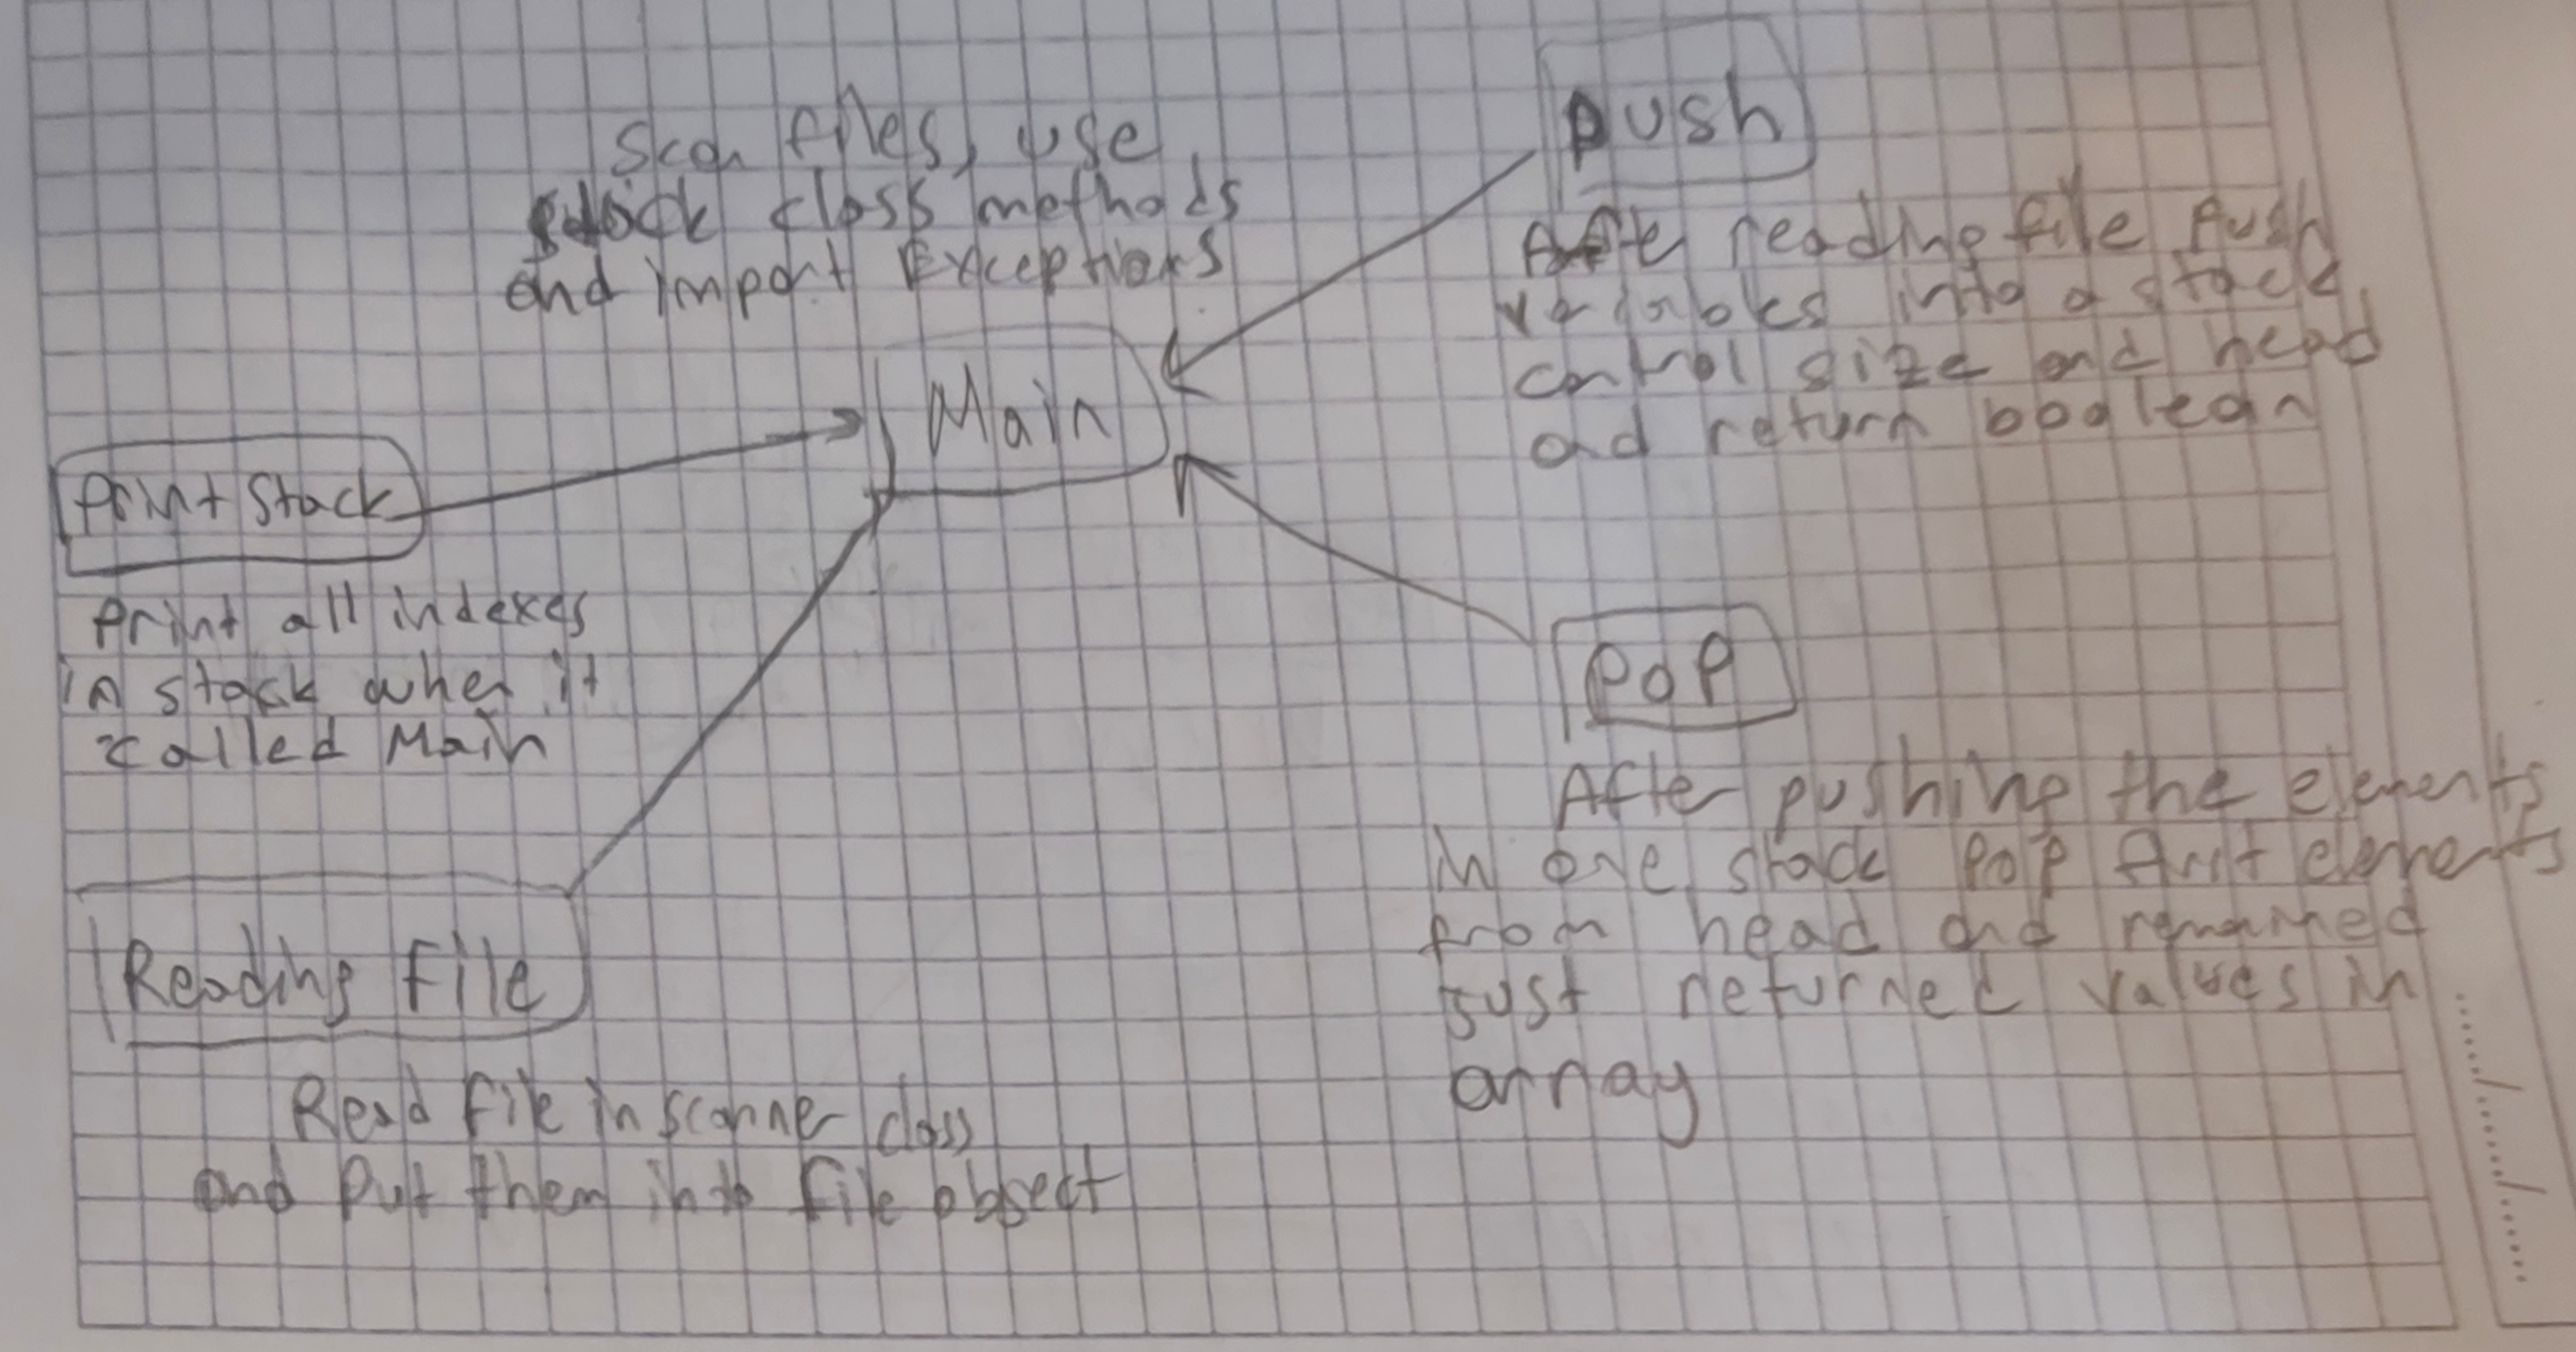 Scan files, use
stack class methods
and import Exceptions
Main
push
After reading file push
variables into a stack,
control size and head
and return boolean
Print Stack
Print all indexes
in stack when it
called Main
PoP
After pushing the elements
in one stack PoP first elements
from head and remained
just returned values in
array
Reading File
Read file in scanner class
and Put them into file object